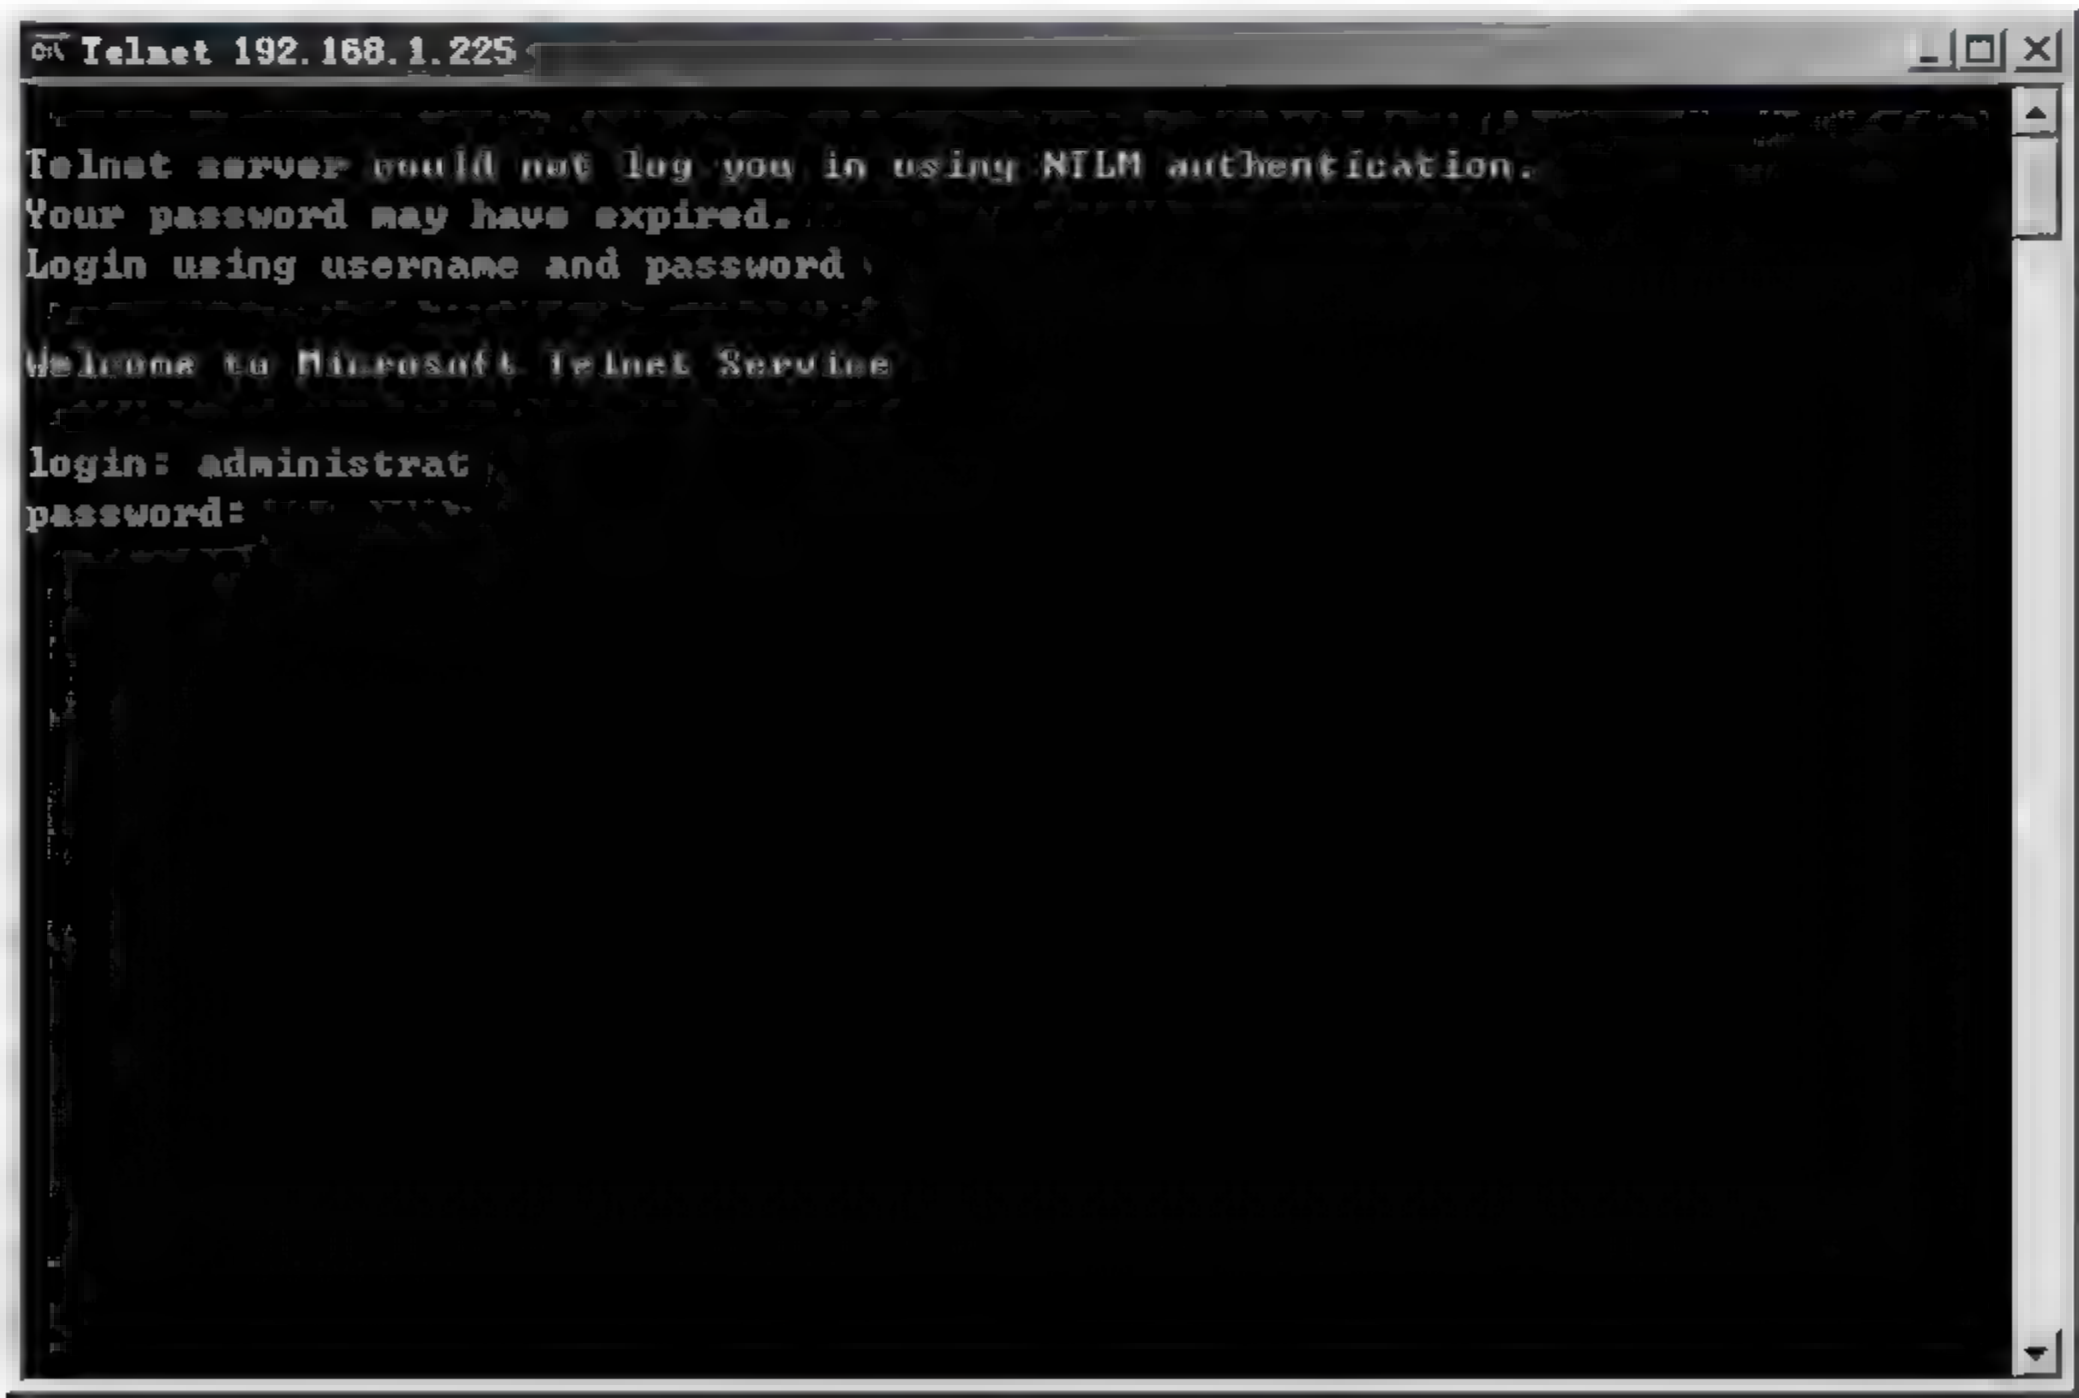 Telnet 192.168.1.225
Telnet server could not log you in using NTLM authentication.
Your password may have expired.
Login using username and password
Welcome to Microsoft Telnet Service
login: administrat
password: